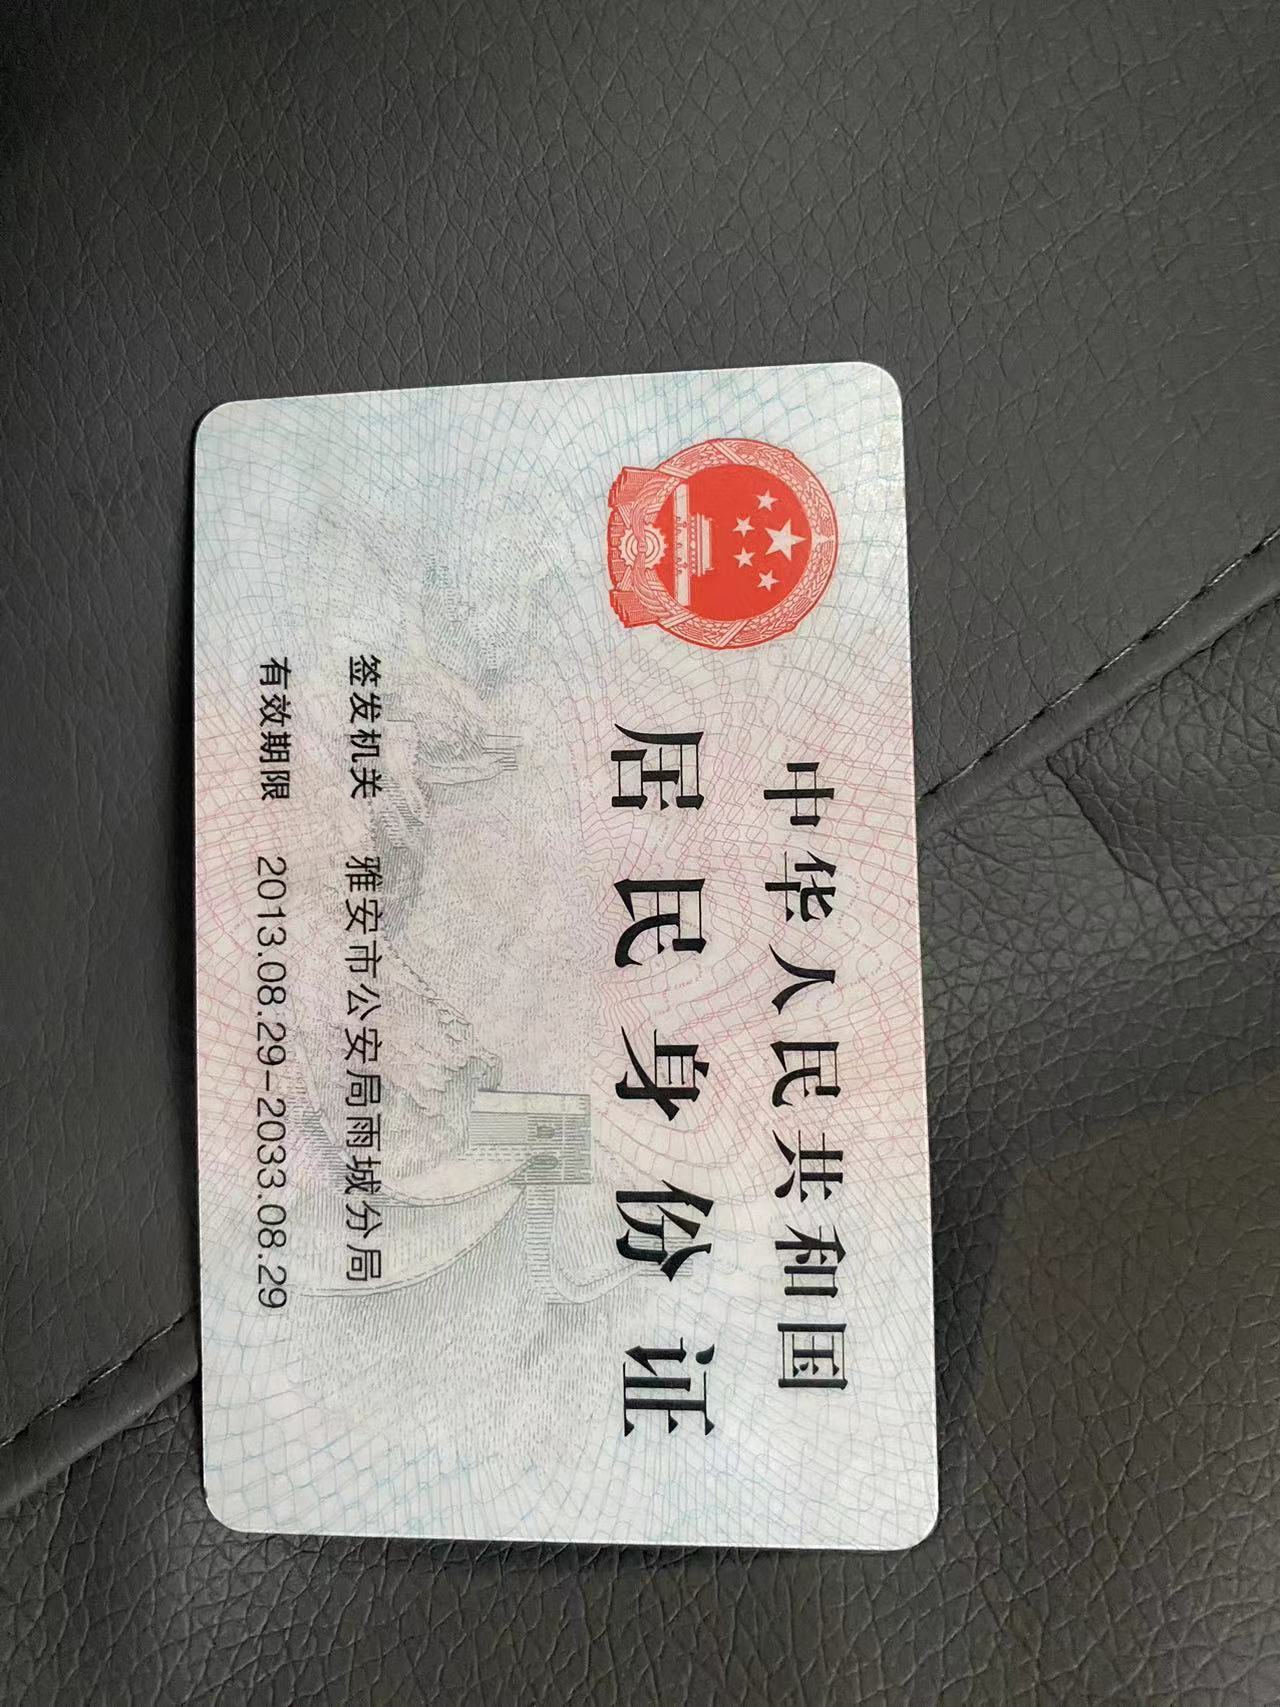 中华人民共和国
居民身份证
签发机关 雅安市公安局雨城分局
有效期限 2013.08.29-2033.08.29